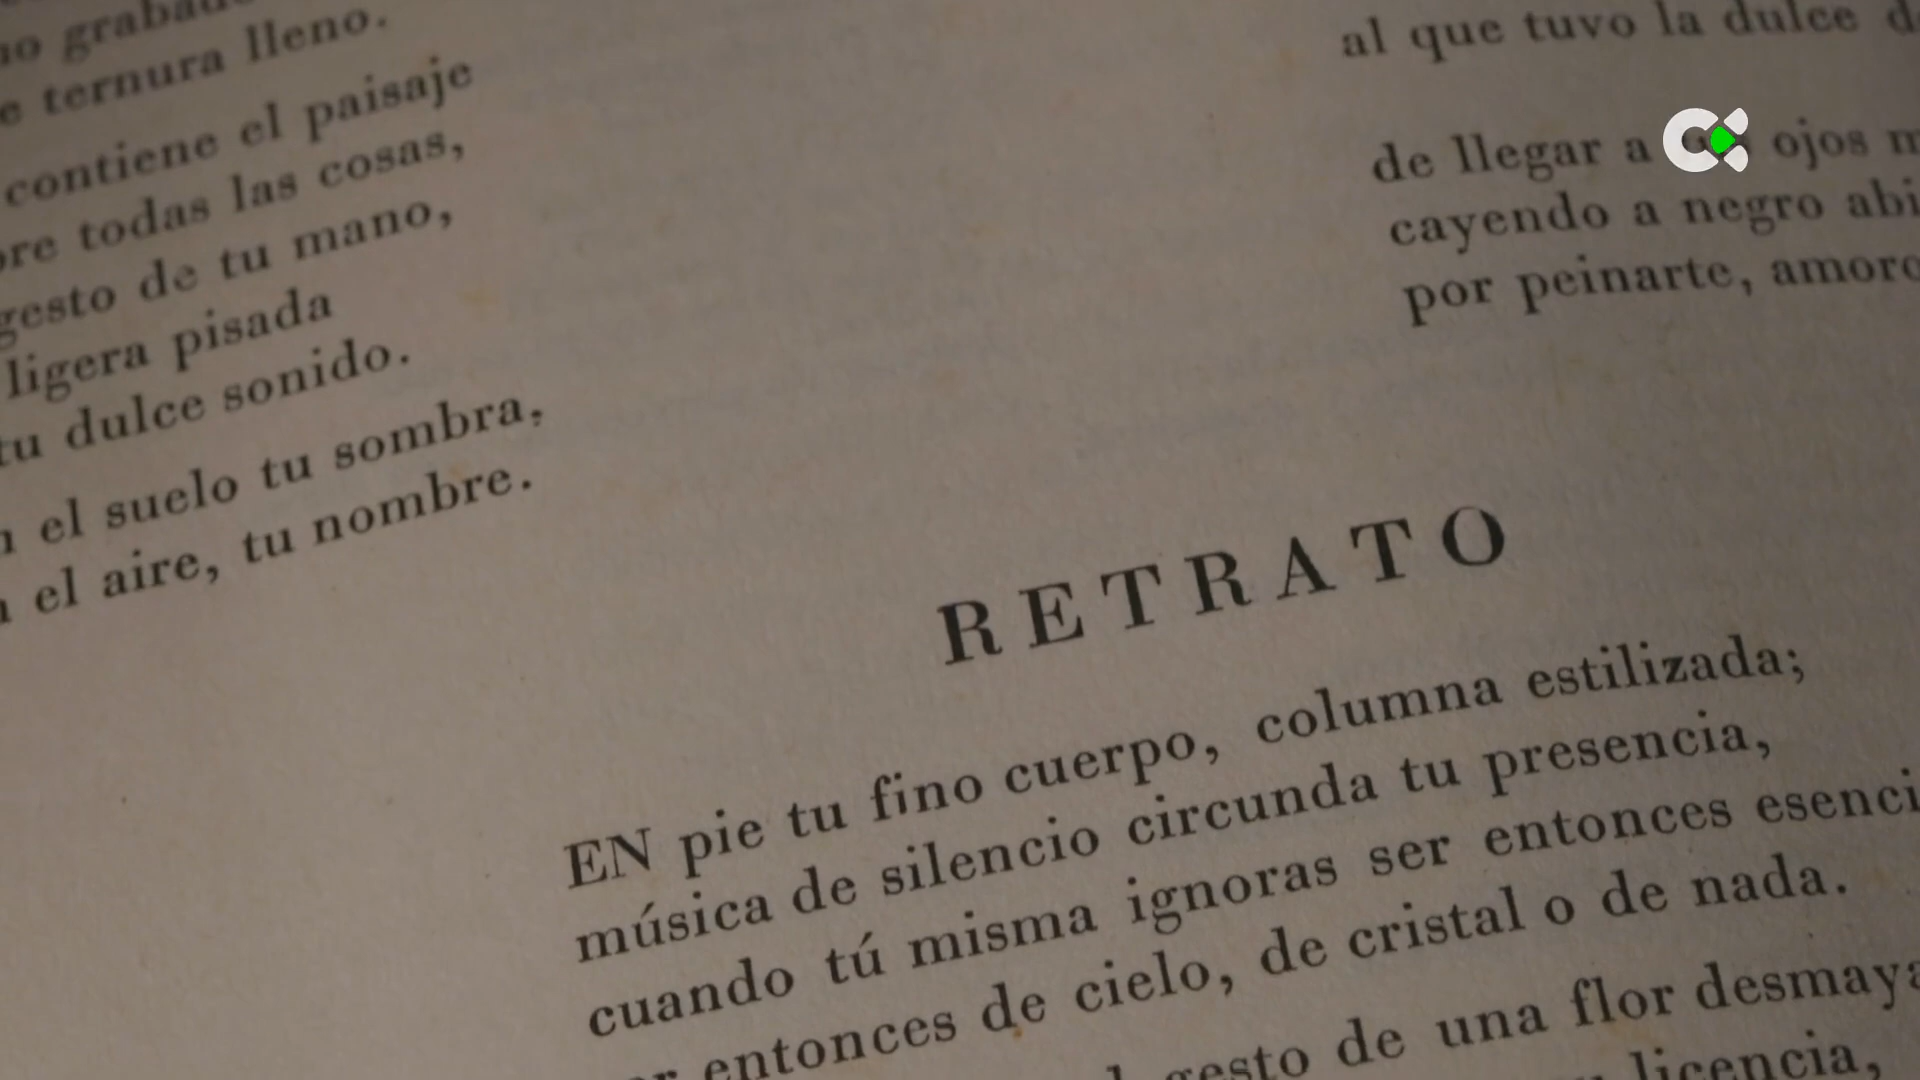 ternura lleno.
contiene el paisaje
todas las cosas,
gesto de tu mano,
ligera pisada
tu dulce sonido.
el suelo tu sombra,
el aire, tu nombre.
al que tuvo la dulce
de llegar a ojos
cayendo a negro
por peinarte,
RETRATO
EN pie tu fino cuerpo, columna estilizada;
música de silencio circunda tu presencia,
cuando tú misma ignoras ser entonces
entonces de cielo, de cristal o de nada.
gesto de una flor
licencia,